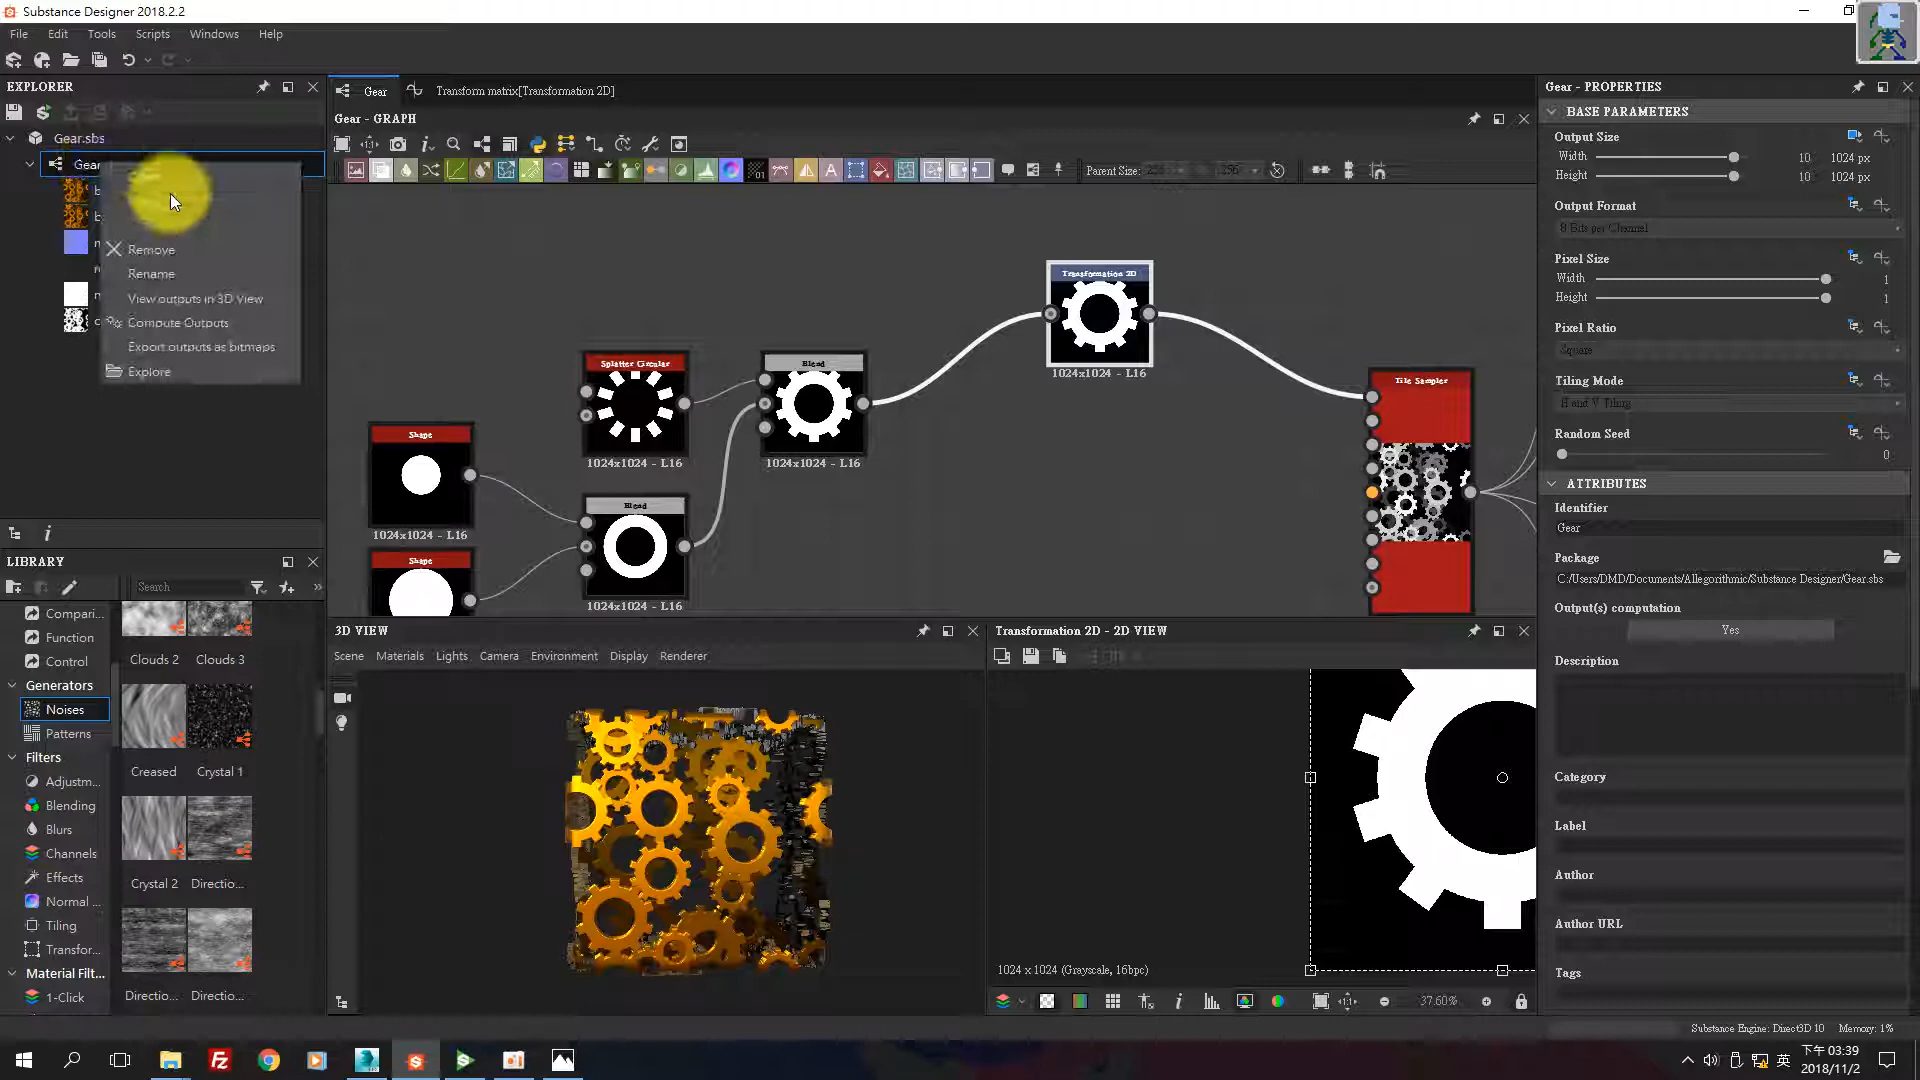 Substance Designer 2018.2.2
File Edit Tools Scripts Windows Help
EXPLORER
Gear.sbs
Gear
Remove
Rename
View outputs in 3D View
Compute Outputs
Export outputs as bitmaps
Explore
LIBRARY
Search
Compari...
Function
Control
Generators
Noises
Patterns
Filters
Adjustm...
Blending
Blurs
Channels
Effects
Normal ...
Tiling
Transfor...
Material Filt...
1-Click
Clouds 2
Clouds 3
Creased
Crystal 1
Crystal 2
Directio...
Directio...
Directio...
Gear
Transform matrix[Transformation 2D]
Gear - GRAPH
Parent Size:
Transformation 2D
1024x1024 - L16
Splatter Circular
1024x1024 - L16
Blend
1024x1024 - L16
Tile Sampler
Shape
1024x1024 - L16
Blend
1024x1024 - L16
Shape
3D VIEW
Scene Materials Lights Camera Environment Display Renderer
Transformation 2D - 2D VIEW
1024 x 1024 (Grayscale, 16bpc)
37.60%
Gear - PROPERTIES
BASE PARAMETERS
Output Size
Width 10 1024 px
Height 10 1024 px
Output Format
8 Bits per Channel
Pixel Size
Width 1
Height 1
Pixel Ratio
Square
Tiling Mode
H and V Tiling
Random Seed
0
ATTRIBUTES
Identifier
Gear
Package
C:/Users/DMD/Documents/Allegorithmic/Substance Designer/Gear.sbs
Output(s) computation
Yes
Description
Category
Label
Author
Author URL
Tags
Substance Engine: Direct3D 10 Memory: 1%
英
下午 03:39
2018/11/2